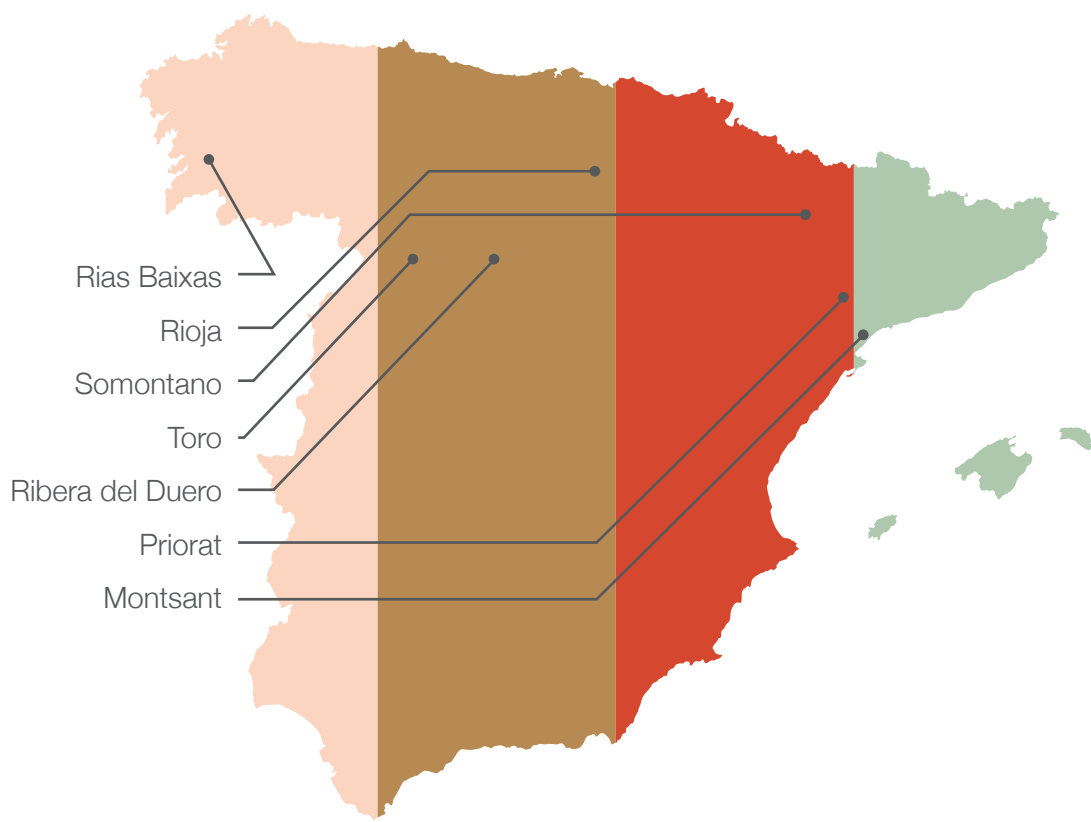 Rias Baixas
Rioja
Somontano
Toro
Ribera del Duero
Priorat
Montsant